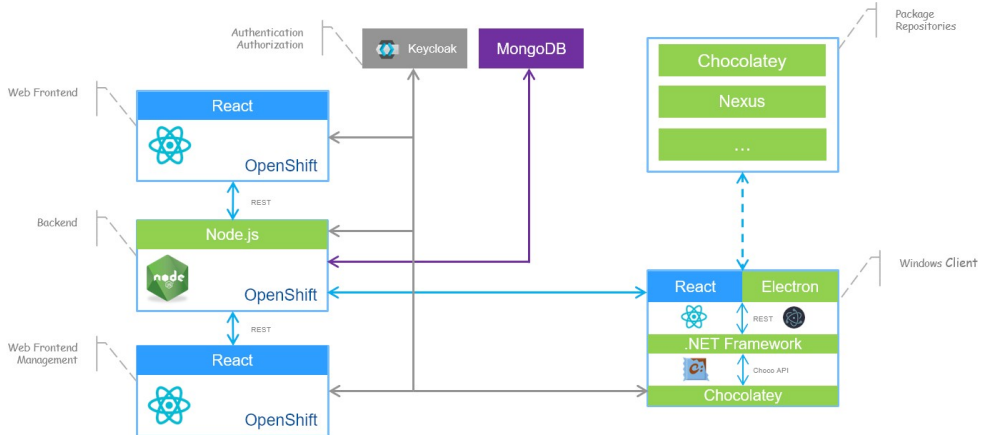 Authentication
Authorization
Keycloak
MongoDB
Package
Repositories
Chocolatey
Nexus
...
Web Frontend
React
OpenShift
REST
Backend
Node.js
node
OpenShift
REST
Web Frontend
Management
React
OpenShift
Windows Client
React
Electron
REST
.NET Framework
Choco API
Chocolatey